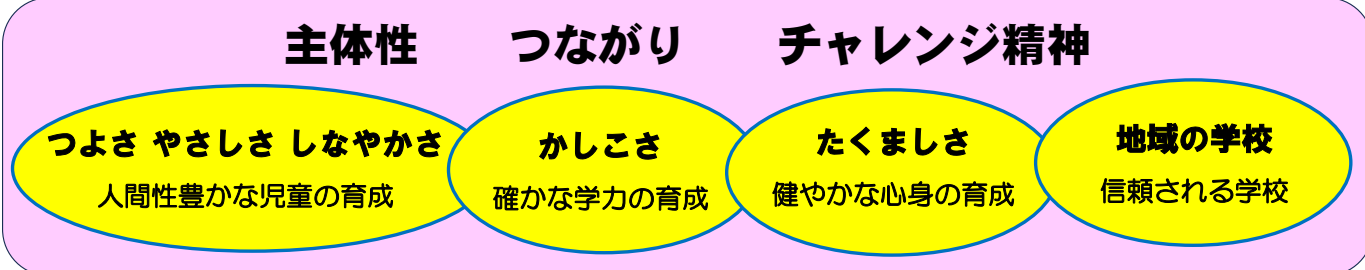 主体性 つながり チャレンジ精神
つよさ やさしさ しなやかさ
人間性豊かな児童の育成
かしこさ
確かな学力の育成
たくましさ
健やかな心身の育成
地域の学校
信頼される学校